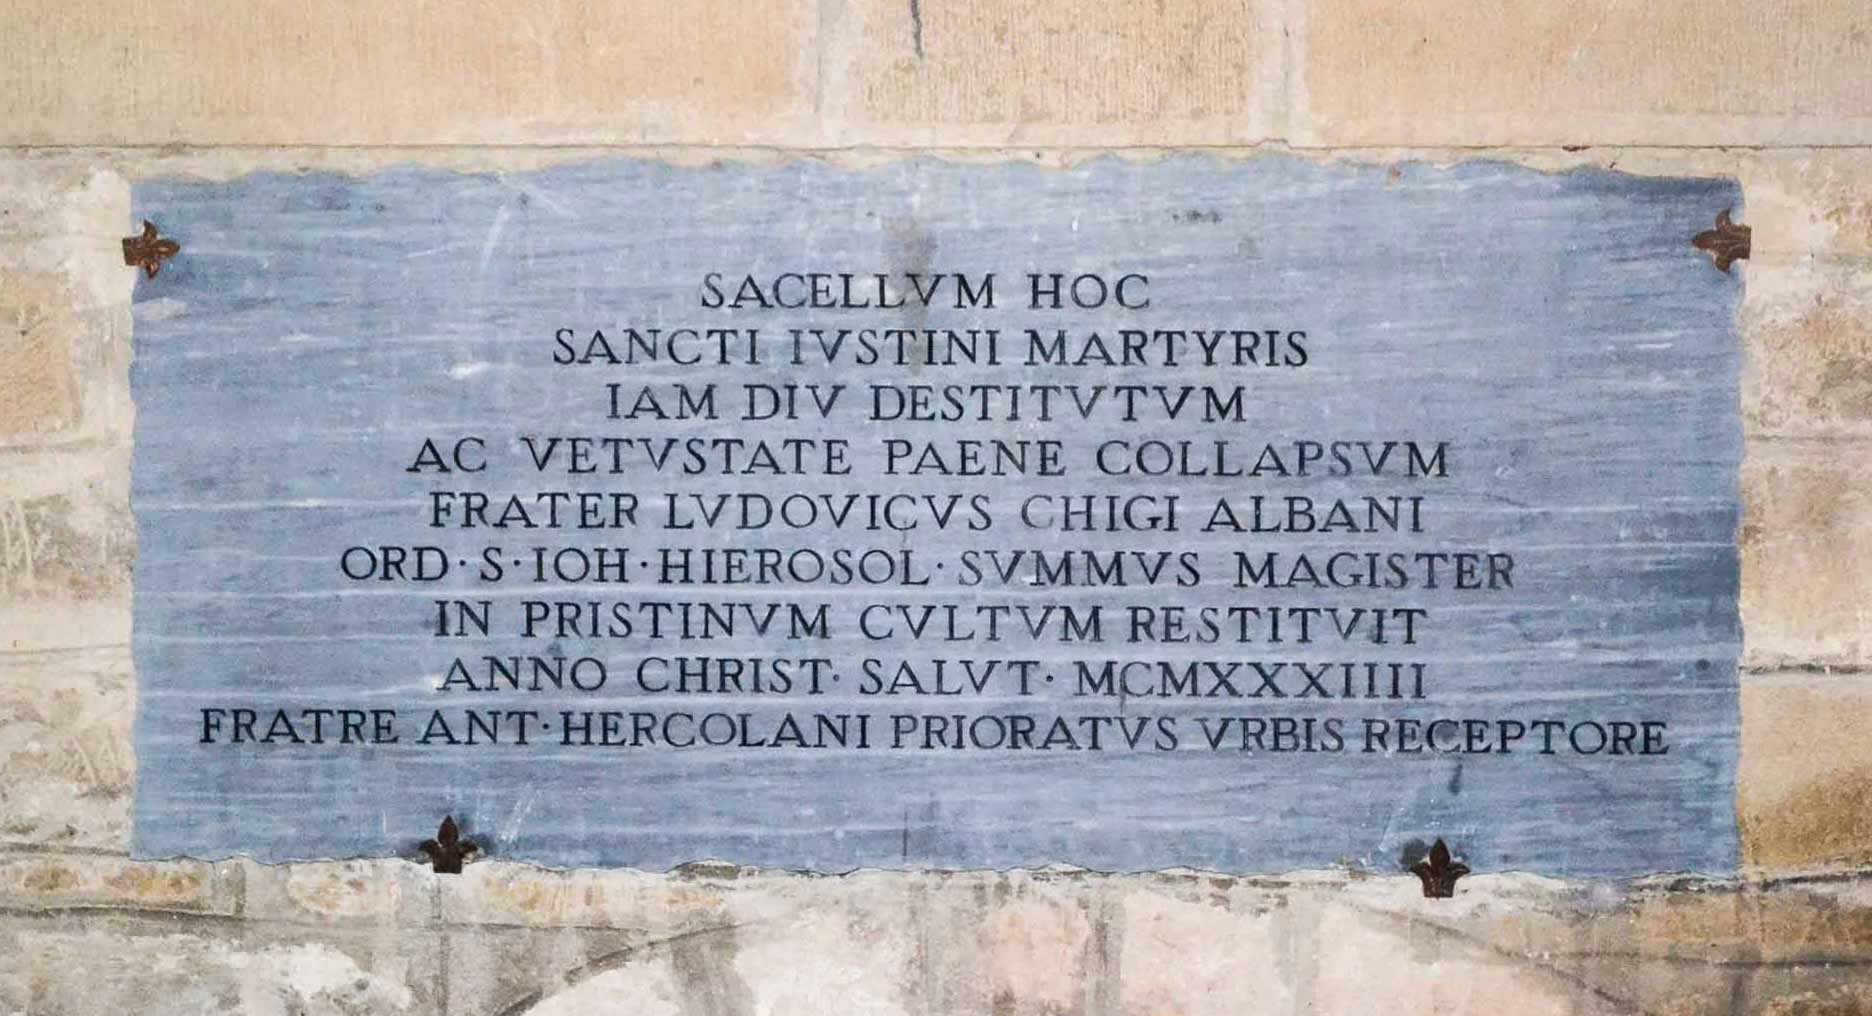 SACELLVM HOC
SANCTI IVSTINI MARTYRIS
IAM DIV DESTITVTVM
AC VETVSTATE PAENE COLLAPSVM
FRATER LVDOVICVS CHIGI ALBANI
ORD·S·IOH·HIEROSOL·SVMMVS MAGISTER
IN PRISTINVM CVLTVM RESTITVIT
ANNO CHRIST· SALVT· MCMXXXIIII
FRATRE ANT·HERCOLANI PRIORATVS VRBIS RECEPTORE